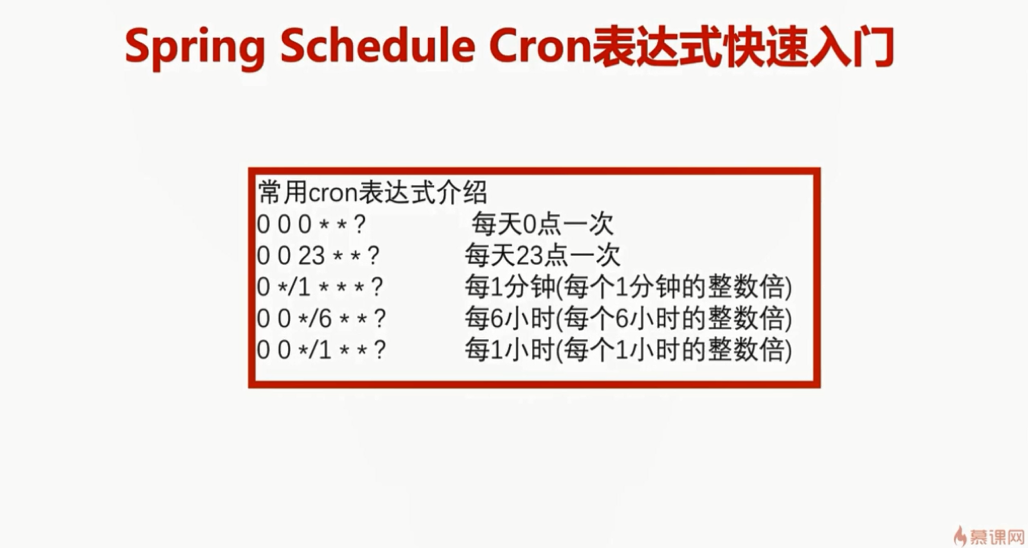 Spring Schedule Cron表达式快速入门
常用cron表达式介绍
0 0 0 * * ? 每天0点一次
0 0 23 * * ? 每天23点一次
0 */1 * * * ? 每1分钟(每个1分钟的整数倍)
0 0 */6 * * ? 每6小时(每个6小时的整数倍)
0 0 */1 * * ? 每1小时(每个1小时的整数倍)
慕课网